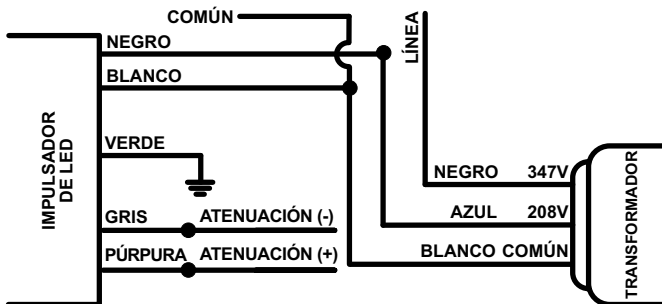 COMÚN
NEGRO
BLANCO
VERDE
GRIS
PÚRPURA
ATENUACIÓN (-)
ATENUACIÓN (+)
IMPULSADOR
DE LED
LÍNEA
NEGRO 347V
AZUL 208V
BLANCO COMÚN
TRANSFORMADOR